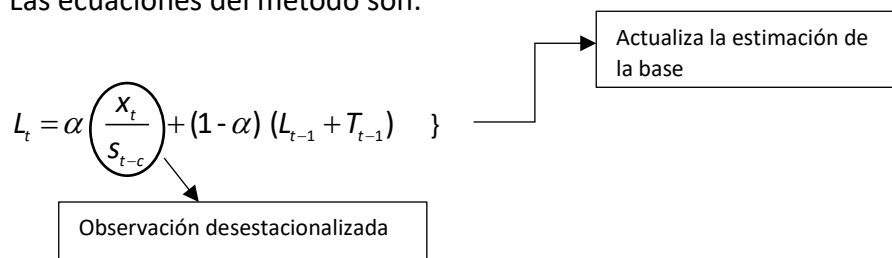 Las ecuaciones del método son:
Actualiza la estimación de
la base
L_t = α (x_t / s_{t-c}) + (1 - α) (L_{t-1} + T_{t-1}) }
Observación desestacionalizada